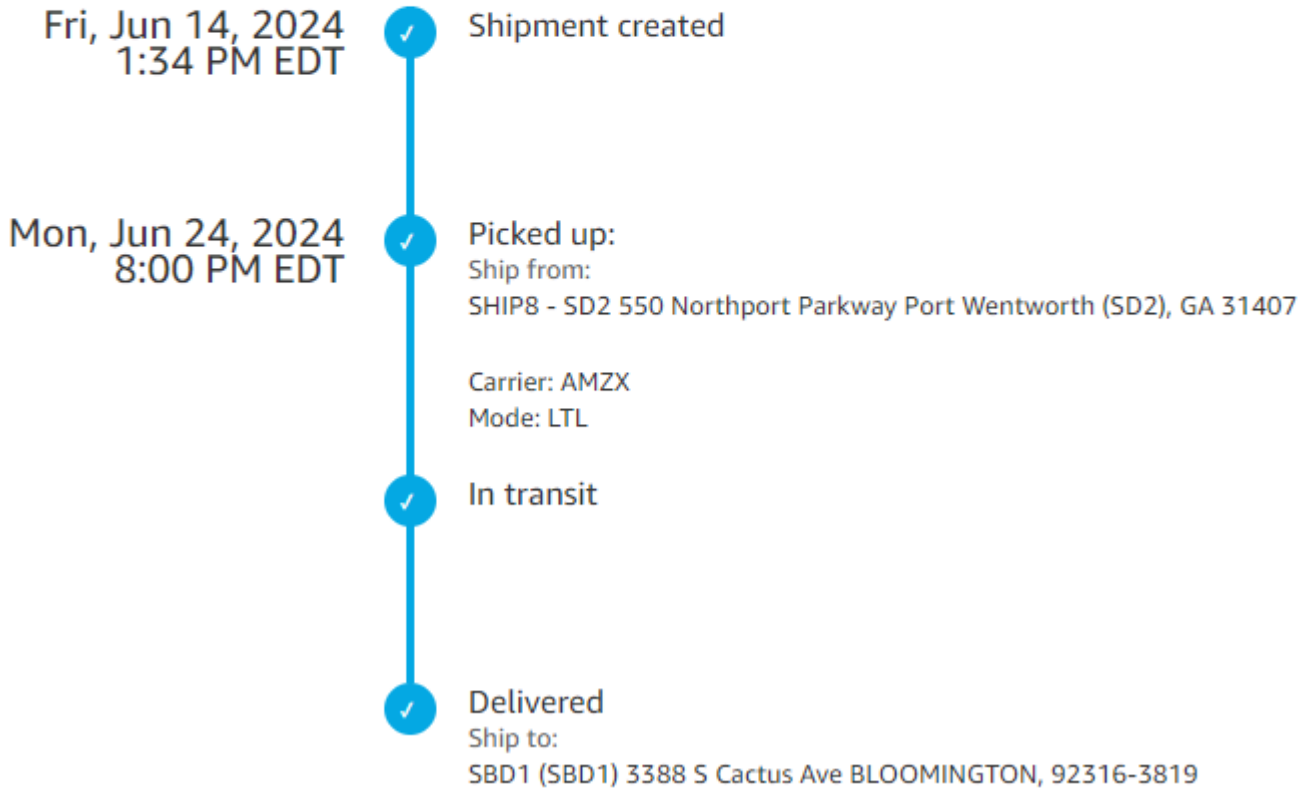 Fri, Jun 14, 2024
1:34 PM EDT
Shipment created
Mon, Jun 24, 2024
8:00 PM EDT
Picked up:
Ship from:
SHIP8 - SD2 550 Northport Parkway Port Wentworth (SD2), GA 31407
Carrier: AMZX
Mode: LTL
In transit
Delivered
Ship to:
SBD1 (SBD1) 3388 S Cactus Ave BLOOMINGTON, 92316-3819